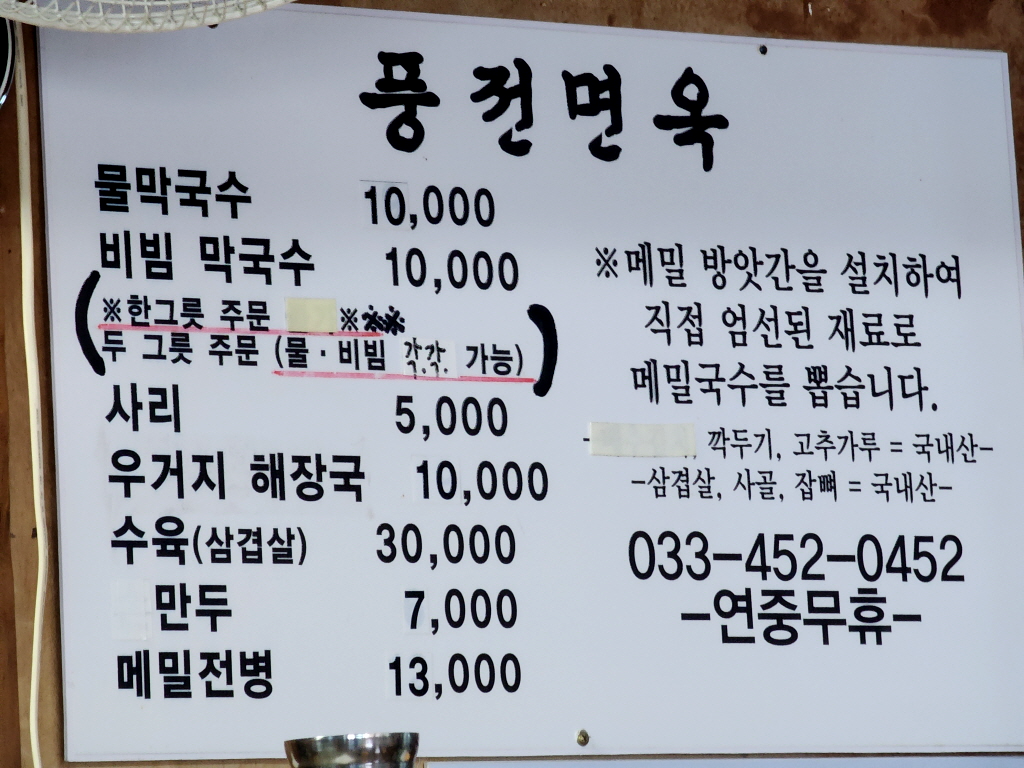 풍전면옥
물막국수 10,000
비빔 막국수 10,000
(※한그릇 주문 ※※※
두 그릇 주문 (물·비빔 각각. 가능))
사리 5,000
우거지 해장국 10,000
수육(삼겹살) 30,000
만두 7,000
메밀전병 13,000
※메밀 방앗간을 설치하여
직접 엄선된 재료로
메밀국수를 뽑습니다.
- 깍두기, 고추가루 = 국내산-
-삼겹살, 사골, 잡뼈 = 국내산-
033-452-0452
-연중무휴-